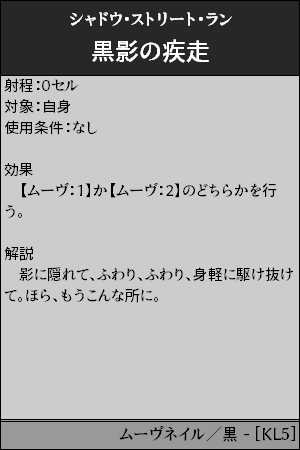 シャドウ・ストリート・ラン
黒影の疾走
射程:0セル
対象:自身
使用条件:なし
効果
　【ムーヴ:1】か【ムーヴ:2】のどちらかを行
う。
解説
　影に隠れて、ふわり、ふわり、身軽に駆け抜け
て。ほら、もうこんな所に。
ムーヴネイル／黒 - [KL5]